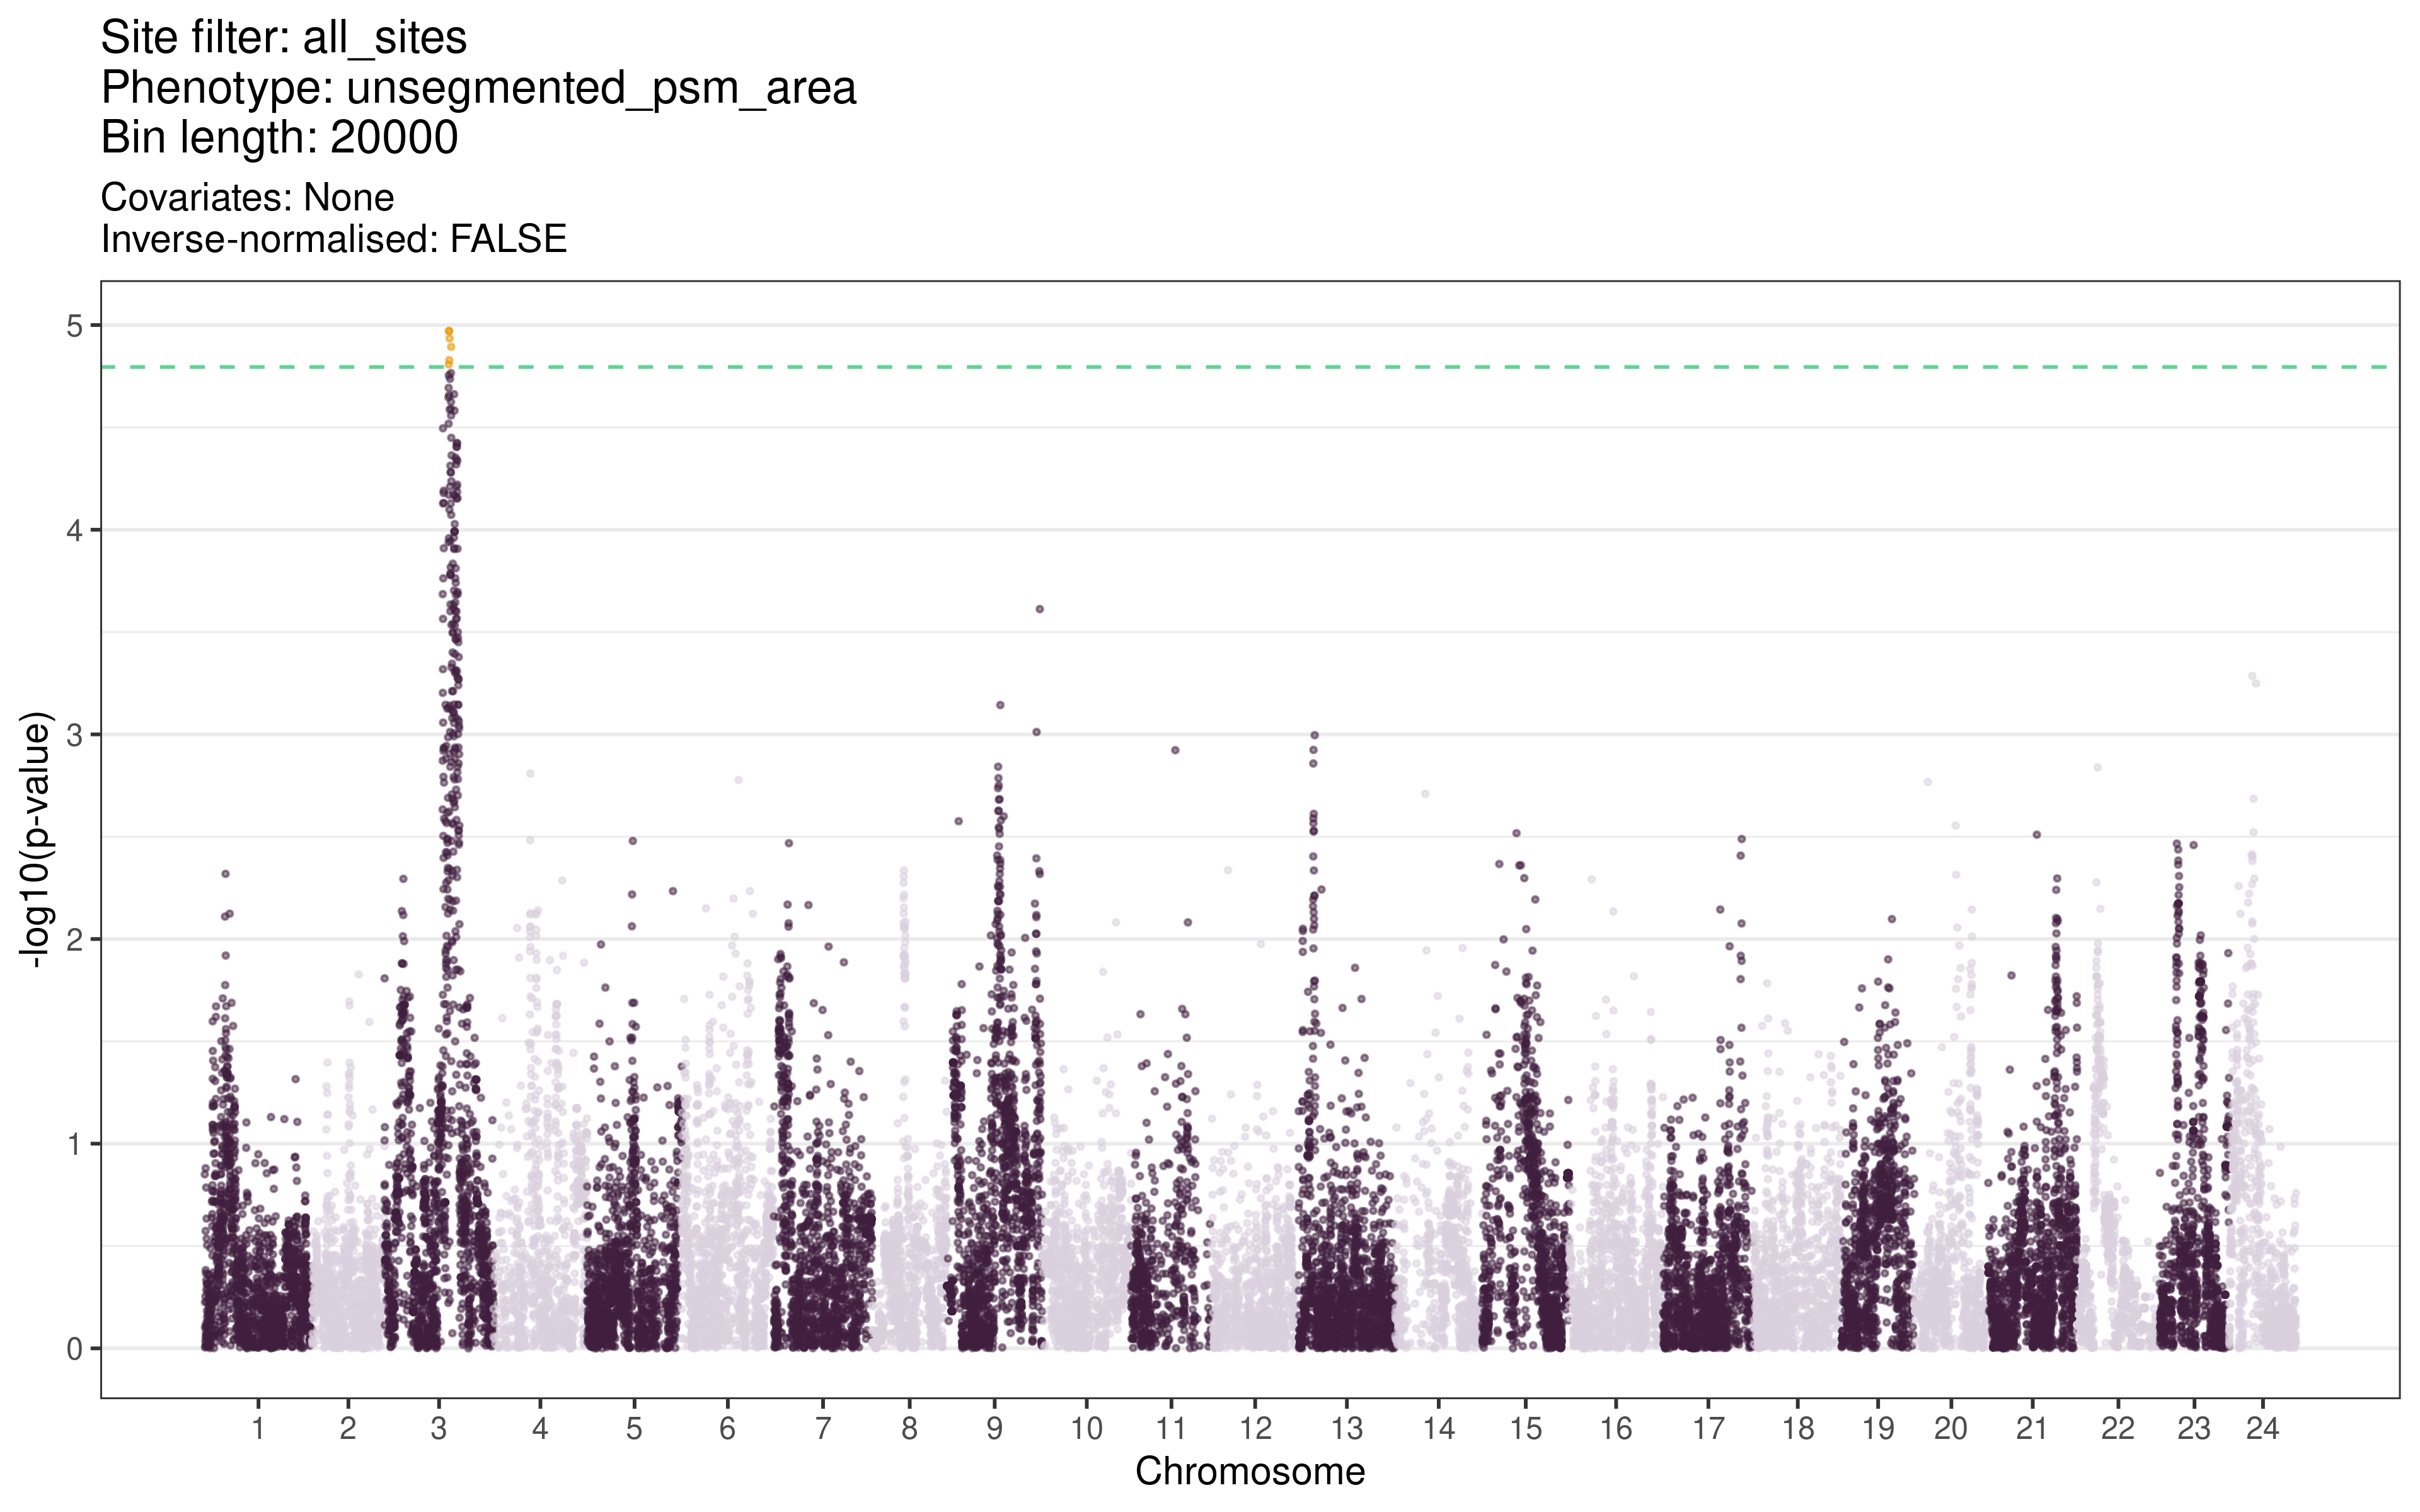 Site filter: all_sites
Phenotype: unsegmented_psm_area
Bin length: 20000
Covariates: None
Inverse-normalised: FALSE
-log10(p-value)
5
4
3
2
1
0
1 2 3 4 5 6 7 8 9 10 11 12 13 14 15 16 17 18 19 20 21 22 23 24
Chromosome